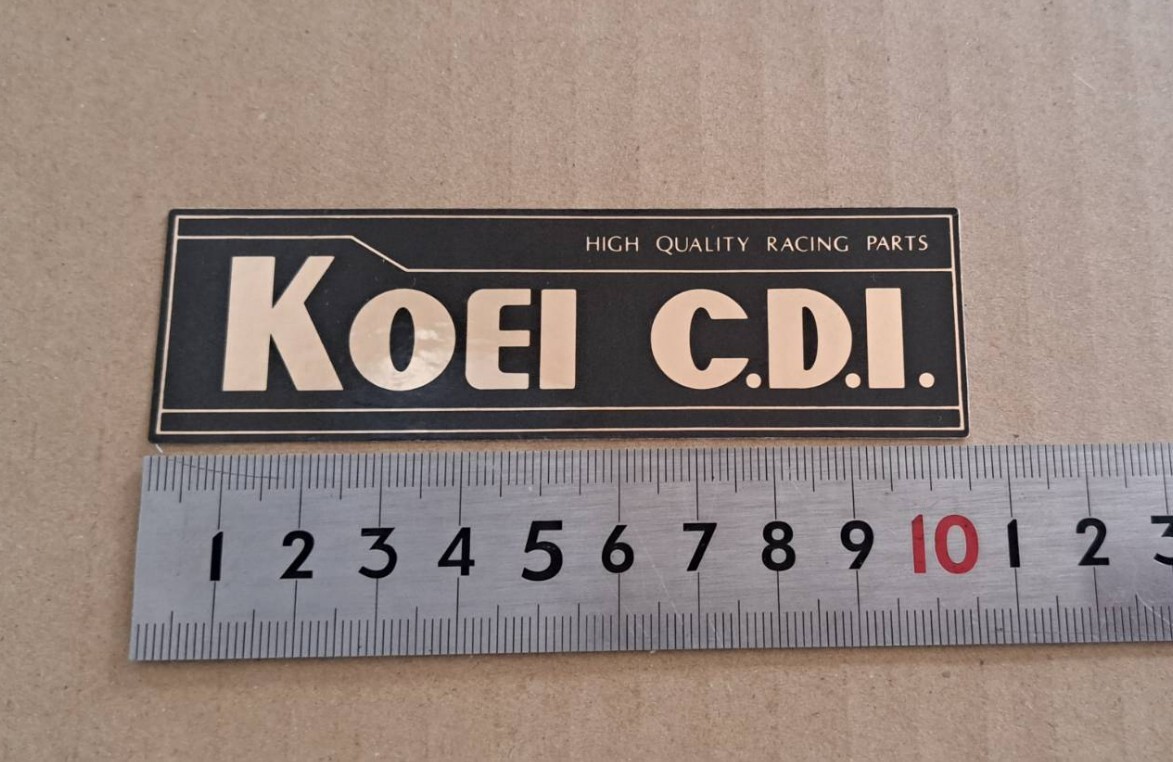 HIGH QUALITY RACING PARTS
KOEI C.D.I.
1 2 3 4 5 6 7 8 9 10 1 2 3